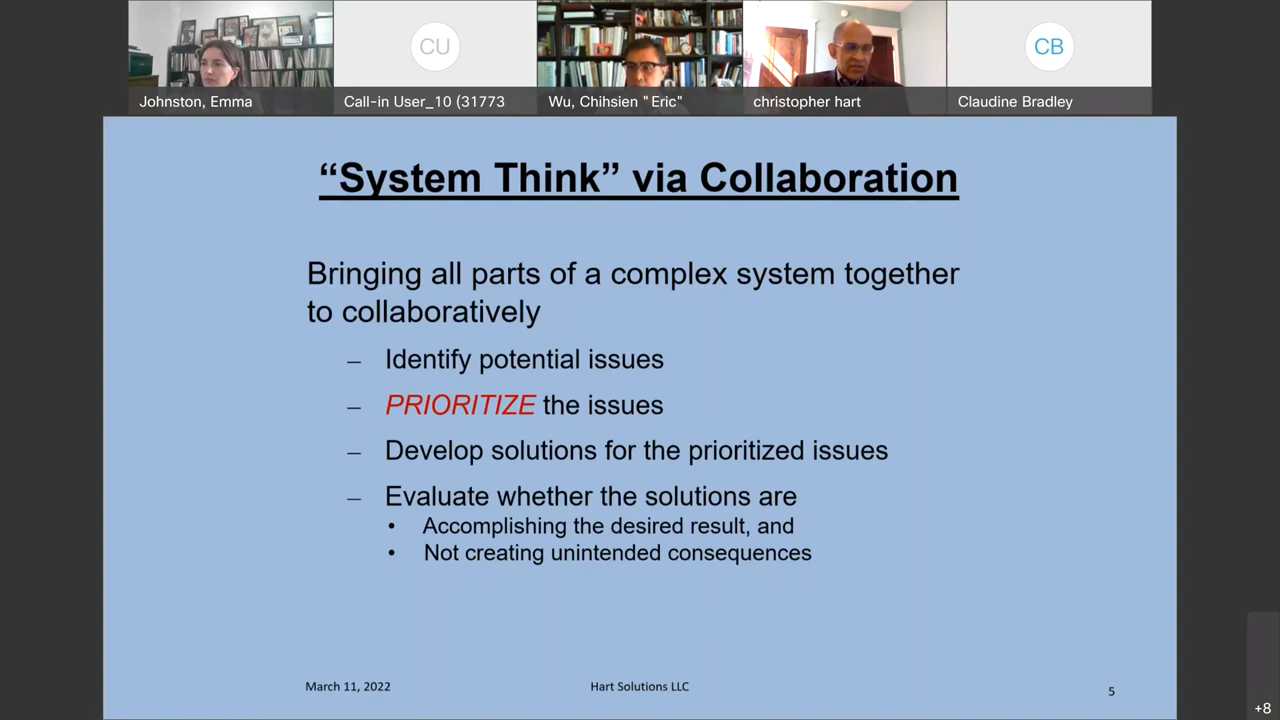 CU
CB
Johnston, Emma
Call-in User_10 (31773
Wu, Chihsien "Eric"
christopher hart
Claudine Bradley
“System Think” via Collaboration
Bringing all parts of a complex system together
to collaboratively
– Identify potential issues
– PRIORITIZE the issues
– Develop solutions for the prioritized issues
– Evaluate whether the solutions are
• Accomplishing the desired result, and
• Not creating unintended consequences
March 11, 2022
Hart Solutions LLC
5
+8